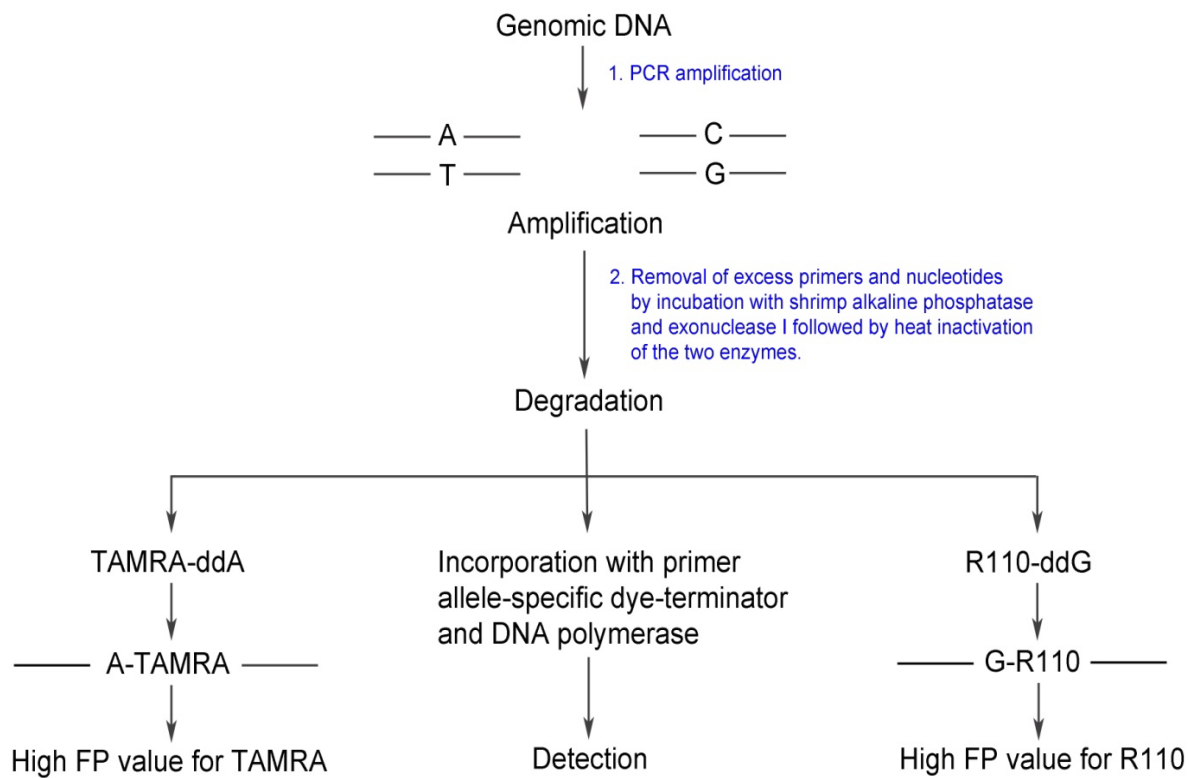 Genomic DNA
1. PCR amplification
A
C
T
G
Amplification
2. Removal of excess primers and nucleotides
by incubation with shrimp alkaline phosphatase
and exonuclease I followed by heat inactivation
of the two enzymes.
Degradation
TAMRA-ddA
Incorporation with primer
allele-specific dye-terminator
and DNA polymerase
R110-ddG
A-TAMRA
G-R110
High FP value for TAMRA
Detection
High FP value for R110